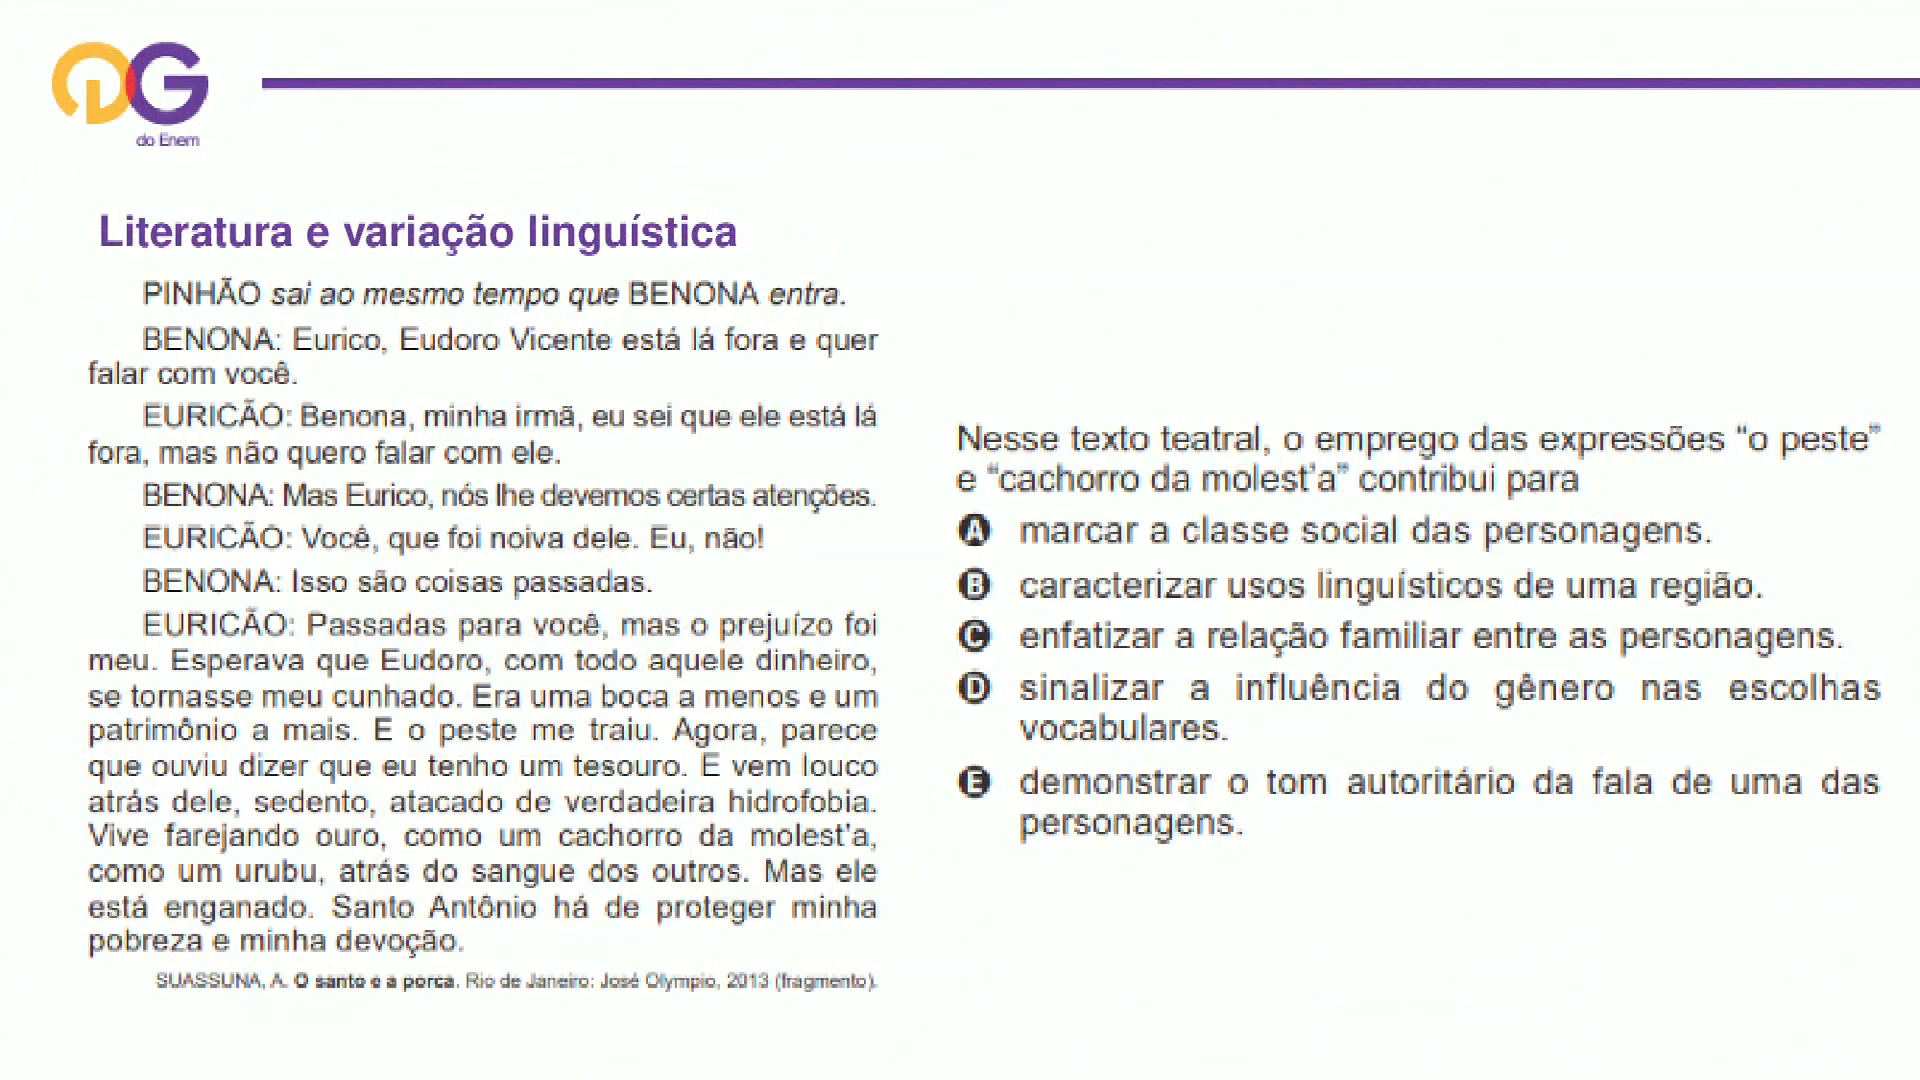 DG
do Enem
Literatura e variação linguística
PINHÃO sai ao mesmo tempo que BENONA entra.
BENONA: Eurico, Eudoro Vicente está lá fora e quer
falar com você.
EURICÃO: Benona, minha irmã, eu sei que ele está lá
fora, mas não quero falar com ele.
BENONA: Mas Eurico, nós lhe devemos certas atenções.
EURICÃO: Você, que foi noiva dele. Eu, não!
BENONA: Isso são coisas passadas.
EURICÃO: Passadas para você, mas o prejuízo foi
meu. Esperava que Eudoro, com todo aquele dinheiro,
se tornasse meu cunhado. Era uma boca a menos e um
patrimônio a mais. E o peste me traiu. Agora, parece
que ouviu dizer que eu tenho um tesouro. E vem louco
atrás dele, sedento, atacado de verdadeira hidrofobia.
Vive farejando ouro, como um cachorro da molest'a,
como um urubu, atrás do sangue dos outros. Mas ele
está enganado. Santo Antônio há de proteger minha
pobreza e minha devoção.
SUASSUNA, A. O santo e a porca. Rio de Janeiro: José Olympio, 2013 (fragmento).
Nesse texto teatral, o emprego das expressões “o peste”
e “cachorro da molest’a” contribui para
A marcar a classe social das personagens.
B caracterizar usos linguísticos de uma região.
C enfatizar a relação familiar entre as personagens.
D sinalizar a influência do gênero nas escolhas
vocabulares.
E demonstrar o tom autoritário da fala de uma das
personagens.